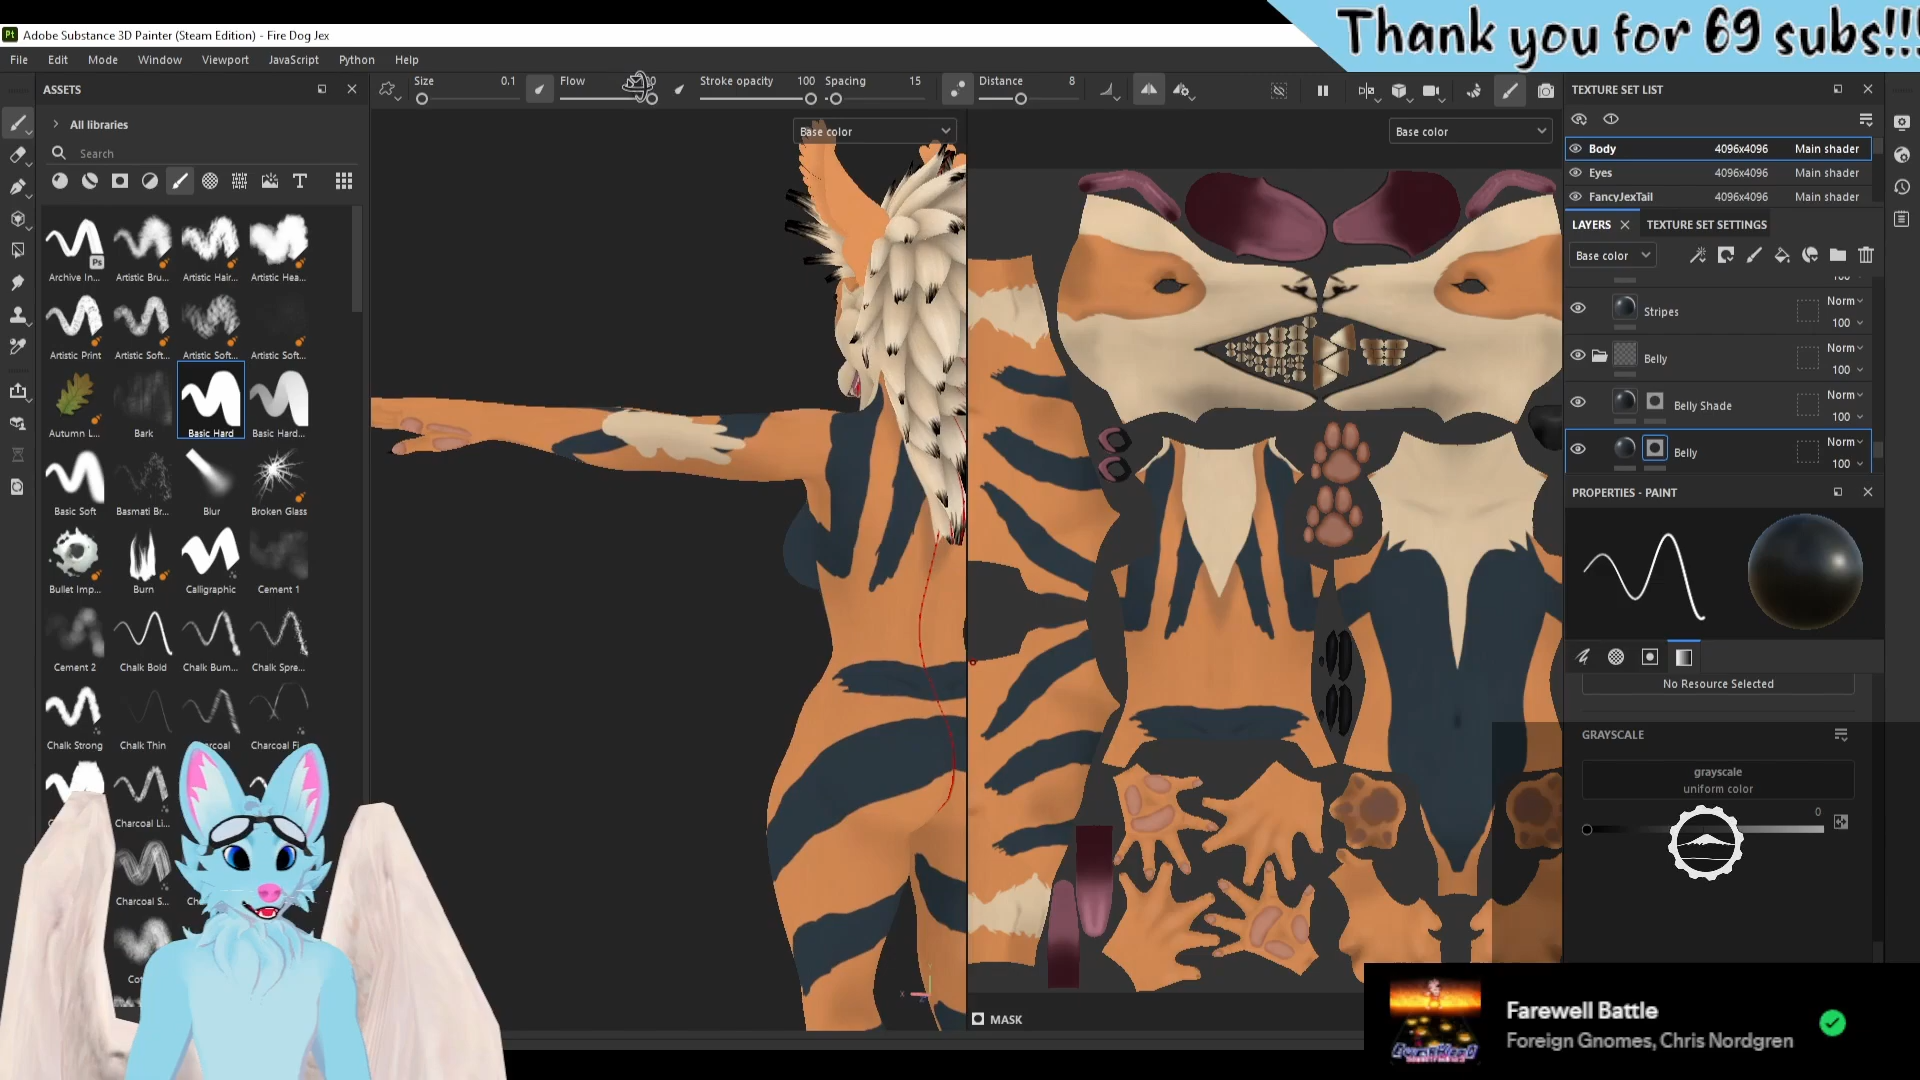 Thank you for 69 subs!!!
Pt Adobe Substance 3D Painter (Steam Edition) - Fire Dog Jex
File Edit Mode Window Viewport JavaScript Python Help
ASSETS
Size 0.1 Flow Stroke opacity 100 Spacing 15 Distance 8
TEXTURE SET LIST
All libraries
Search
Base color
Base color
Body 4096x4096 Main shader
Eyes 4096x4096 Main shader
FancyJexTail 4096x4096 Main shader
LAYERS TEXTURE SET SETTINGS
Base color
100
Stripes Norm 100
Belly Norm 100
Belly Shade Norm 100
Belly Norm 100
Ps
Archive In... Artistic Bru... Artistic Hair... Artistic Hea...
Artistic Print Artistic Soft... Artistic Soft... Artistic Soft...
Autumn L... Bark Basic Hard Basic Hard...
Basic Soft Basmati Br... Blur Broken Glass
Bullet Imp... Burn Calligraphic Cement 1
Cement 2 Chalk Bold Chalk Bum... Chalk Spre...
Chalk Strong Chalk Thin Charcoal Fi...
Charcoal Li...
Charcoal S...
PROPERTIES - PAINT
No Resource Selected
GRAYSCALE
grayscale
uniform color
0
MASK
Farewell Battle
Foreign Gnomes, Chris Nordgren